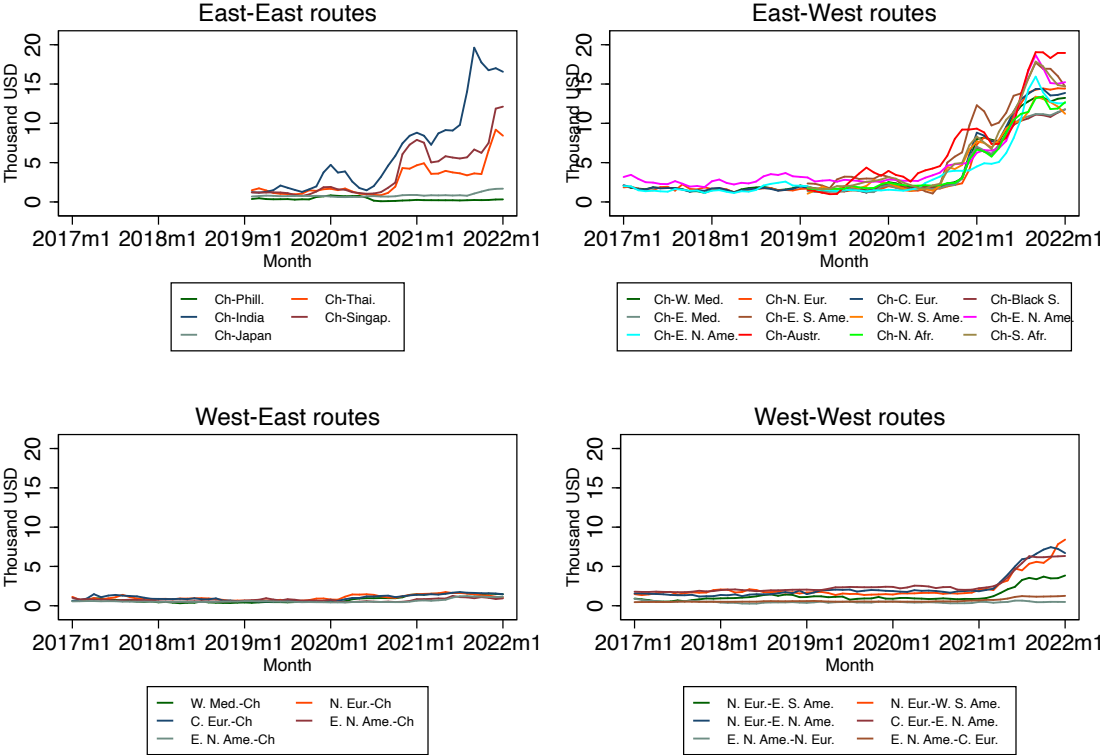 East-East routes
Thousand USD
0 5 10 15 20
2017m1 2018m1 2019m1 2020m1 2021m1 2022m1
Month
Ch-Phill. Ch-Thai.
Ch-India Ch-Singap.
Ch-Japan
East-West routes
Thousand USD
0 5 10 15 20
2017m1 2018m1 2019m1 2020m1 2021m1 2022m1
Month
Ch-W. Med. Ch-N. Eur. Ch-C. Eur. Ch-Black S.
Ch-E. Med. Ch-E. S. Ame. Ch-W. S. Ame. Ch-E. N. Ame.
Ch-E. N. Ame. Ch-Austr. Ch-N. Afr. Ch-S. Afr.
West-East routes
Thousand USD
0 5 10 15 20
2017m1 2018m1 2019m1 2020m1 2021m1 2022m1
Month
W. Med.-Ch N. Eur.-Ch
C. Eur.-Ch E. N. Ame.-Ch
E. N. Ame.-Ch
West-West routes
Thousand USD
0 5 10 15 20
2017m1 2018m1 2019m1 2020m1 2021m1 2022m1
Month
N. Eur.-E. S. Ame. N. Eur.-W. S. Ame.
N. Eur.-E. N. Ame. C. Eur.-E. N. Ame.
E. N. Ame.-N. Eur. E. N. Ame.-C. Eur.